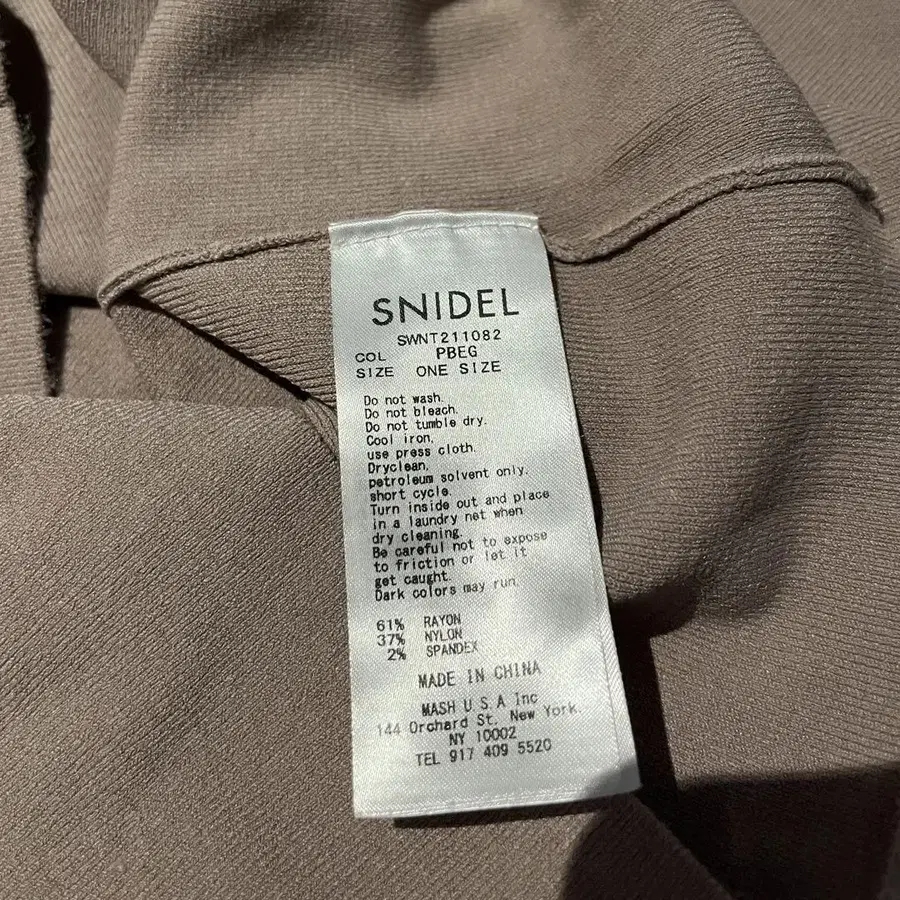 SNIDEL
SWNT211082
COL PBEG
SIZE ONE SIZE
Do not wash.
Do not bleach.
Do not tumble dry.
Cool iron,
use press cloth.
Dryclean,
petroleum solvent only,
short cycle.
Turn inside out and place
in a laundry net when
dry cleaning.
Be careful not to expose
to friction or let it
get caught.
Dark colors may run.
61% RAYON
37% NYLON
2% SPANDEX
MADE IN CHINA
MASH U.S.A Inc
144 Orchard St. New York.
NY 10002
TEL 917 409 5520